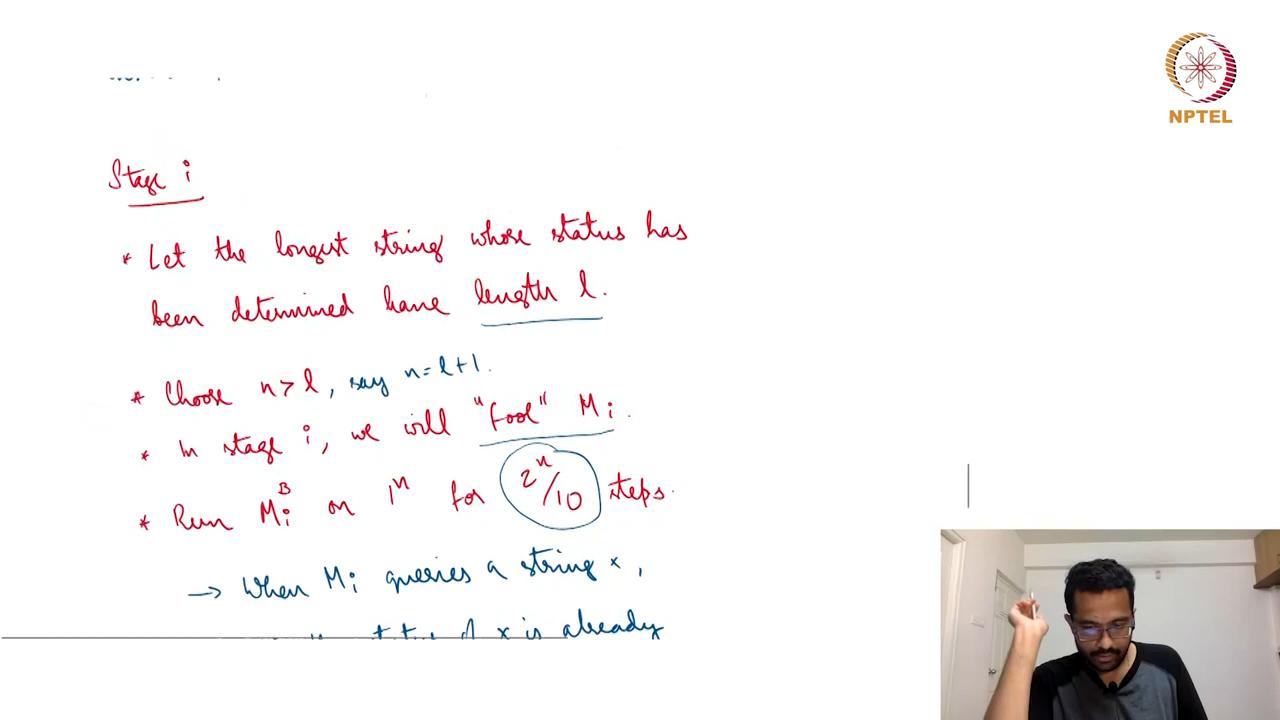 NPTEL
Stage i
* Let the longest string whose status has
been determined have length l.
* Choose n > l, say n = l+1.
* In stage i, we will "fool" Mi.
* Run Mi^B on 1^n for 2^n/10 steps.
→ When Mi queries a string x,
x is already